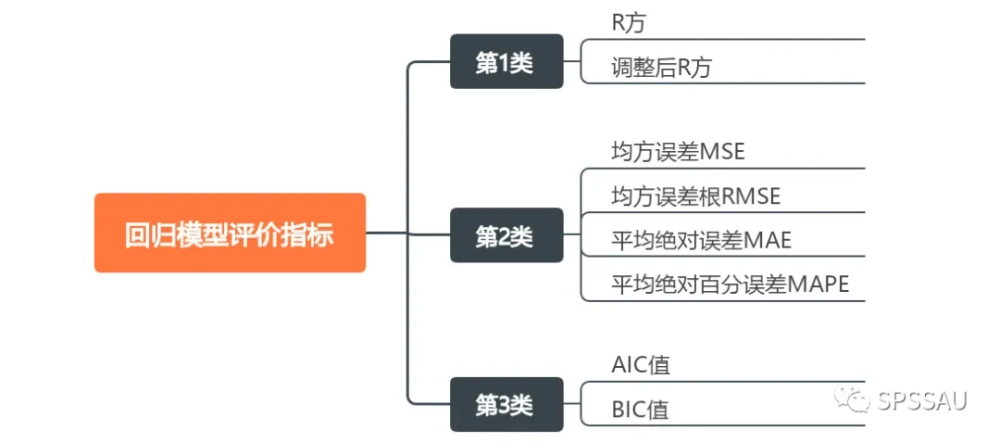 回归模型评价指标
第1类
R方
调整后R方
第2类
均方误差MSE
均方误差根RMSE
平均绝对误差MAE
平均绝对百分误差MAPE
第3类
AIC值
BIC值
SPSSAU